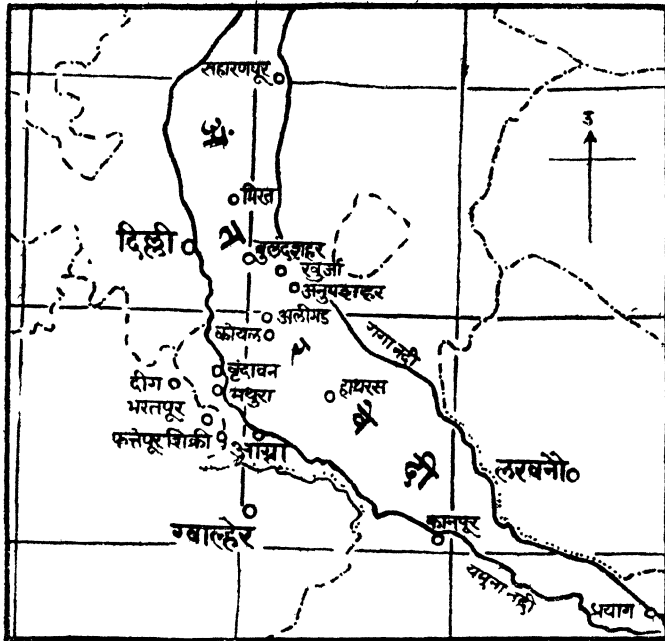 सहारणपूर
उ
अं
मिरत
त
दिल्ली
बुलंदशहर
खुर्जा
अनुपशहर
अलीगड
कोयल
र
गंगा नदी
वृंदावन
दीग
मथुरा
हाथरस
भरतपूर
वे
फत्तेपूर शिक्री
आग्रा
दी
लखनौ
ग्वाल्हेर
कानपूर
यमुना नदी
प्रयाग